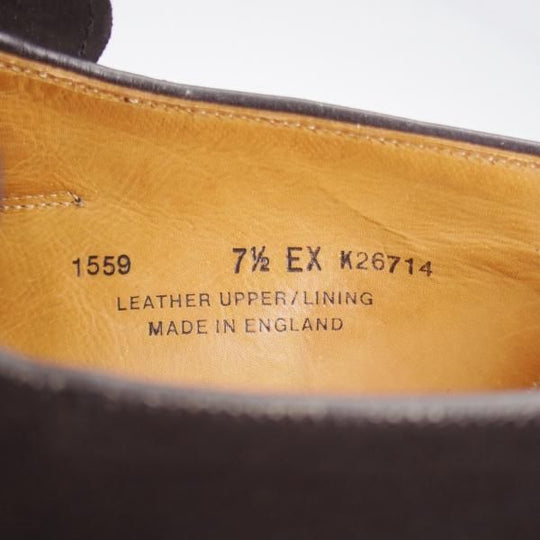 1559 7½ EX K26714
LEATHER UPPER/LINING
MADE IN ENGLAND